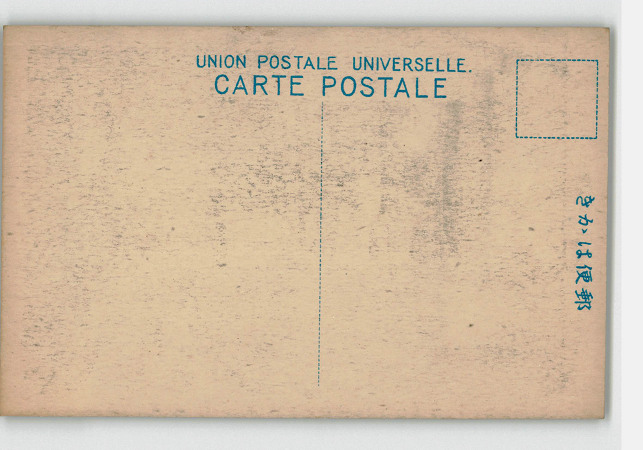 UNION POSTALE UNIVERSELLE.
CARTE POSTALE
きかは便郵